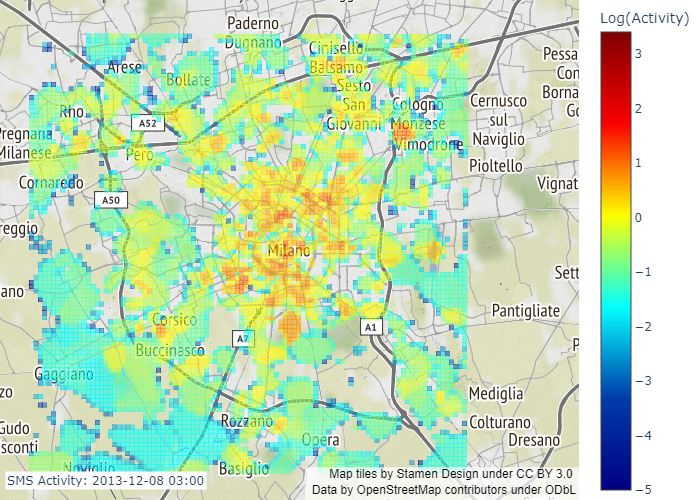 Log(Activity)
3
2
1
0
−1
−2
−3
−4
−5
Paderno
Dugnano
Cinisello
Balsamo
Arese
Bollate
Sesto
San
Giovanni
Cologno
Monzese
Vimodrone
Cernusco
sul
Naviglio
Pioltello
Pessa
Con
Borna
Go
Rho
A52
Pregnana
Milanese
Pero
Cornaredo
Vignat
A50
reggio
Milano
Sett
ano
Pantigliate
Corsico
A7
A1
P
Buccinasco
Gaggiano
zo
Mediglia
Gudo
sconti
Rozzano
Opera
Colturano
Dresano
Noviglio
Basiglio
SMS Activity: 2013-12-08 03:00
Map tiles by Stamen Design under CC BY 3.0
Data by OpenStreetMap contributors under ODbL